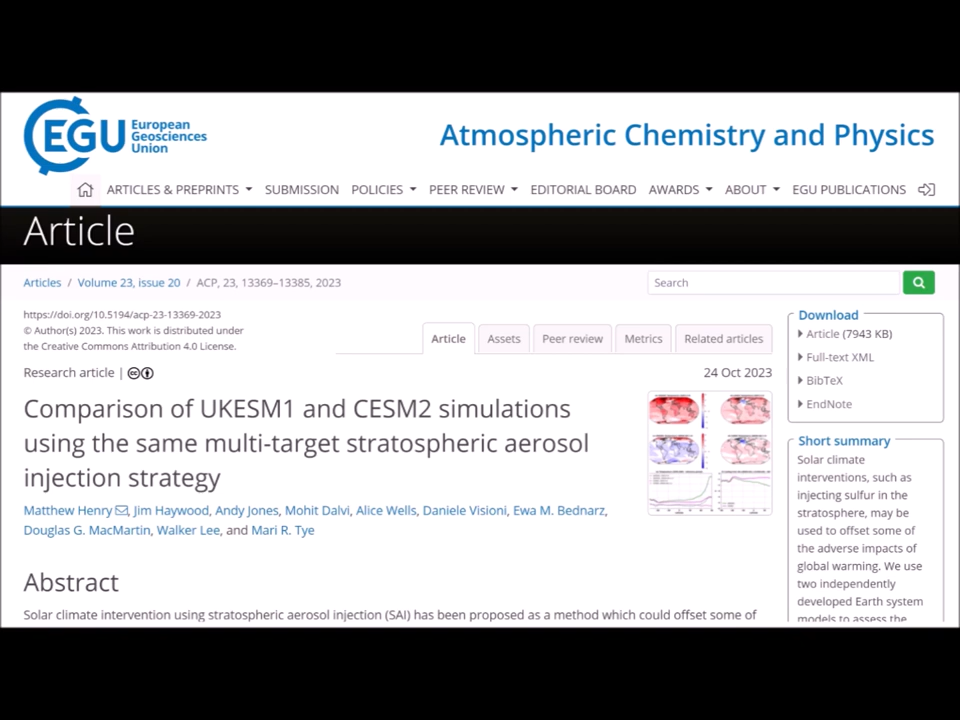 EGU European
Geosciences
Union
Atmospheric Chemistry and Physics
ARTICLES & PREPRINTS SUBMISSION POLICIES PEER REVIEW EDITORIAL BOARD AWARDS ABOUT EGU PUBLICATIONS
Article
Articles / Volume 23, issue 20 / ACP, 23, 13369–13385, 2023
Search
https://doi.org/10.5194/acp-23-13369-2023
© Author(s) 2023. This work is distributed under
the Creative Commons Attribution 4.0 License.
Article Assets Peer review Metrics Related articles
Research article |
24 Oct 2023
Comparison of UKESM1 and CESM2 simulations
using the same multi-target stratospheric aerosol
injection strategy
Matthew Henry, Jim Haywood, Andy Jones, Mohit Dalvi, Alice Wells, Daniele Visioni, Ewa M. Bednarz,
Douglas G. MacMartin, Walker Lee, and Mari R. Tye
Abstract
Solar climate intervention using stratospheric aerosol injection (SAI) has been proposed as a method which could offset some of
Download
Article (7943 KB)
Full-text XML
BibTeX
EndNote
Short summary
Solar climate
interventions, such as
injecting sulfur in the
stratosphere, may be
used to offset some of
the adverse impacts of
global warming. We use
two independently
developed Earth system
models to assess the